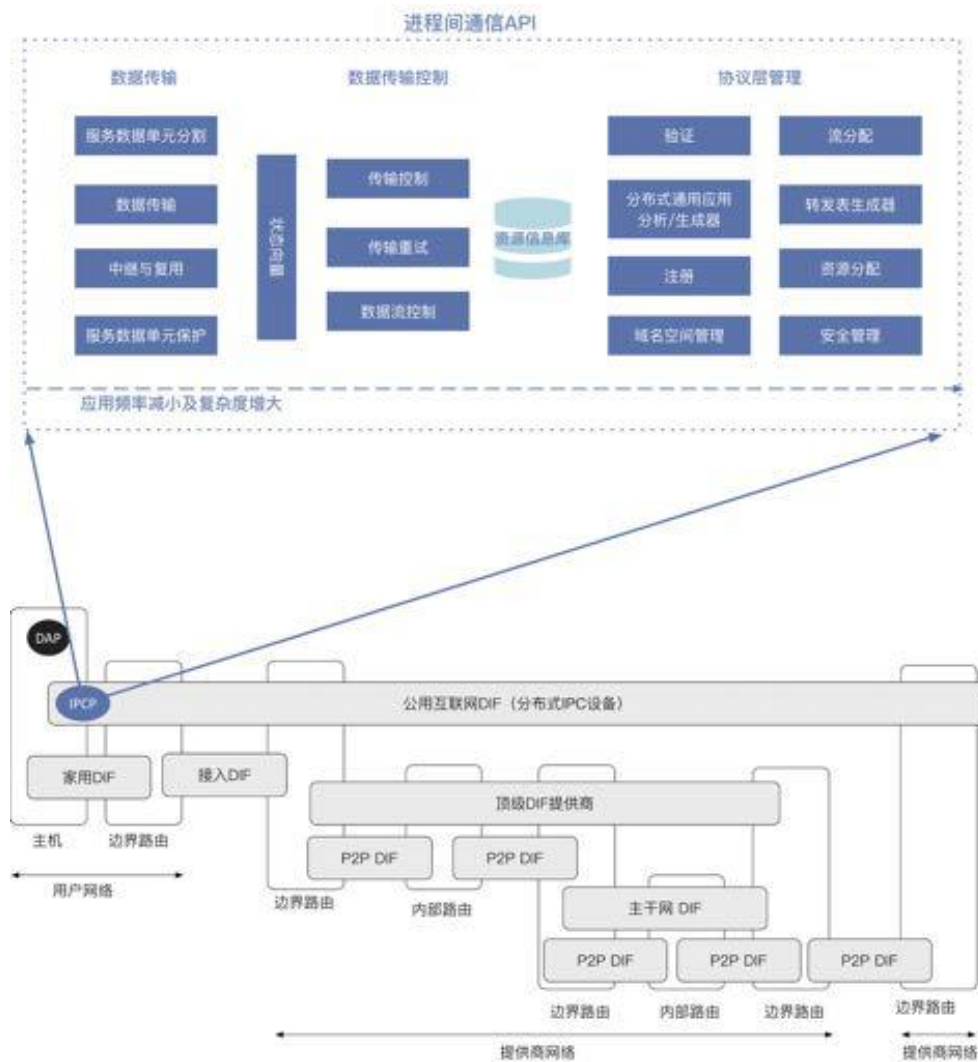 进程间通信API
数据传输
数据传输控制
协议层管理
服务数据单元分割
数据传输
中继与复用
服务数据单元保护
状态向量
传输控制
传输重试
数据流控制
资源信息库
验证
流分配
分布式通用应用
分析/生成器
转发表生成器
注册
资源分配
域名空间管理
安全管理
应用频率减小及复杂度增大
DAP
IPCP
公用互联网DIF（分布式IPC设备）
家用DIF
接入DIF
顶级DIF提供商
主机
边界路由
P2P DIF
P2P DIF
用户网络
边界路由
内部路由
主干网 DIF
P2P DIF
P2P DIF
P2P DIF
边界路由
内部路由
边界路由
边界路由
提供商网络
提供商网络